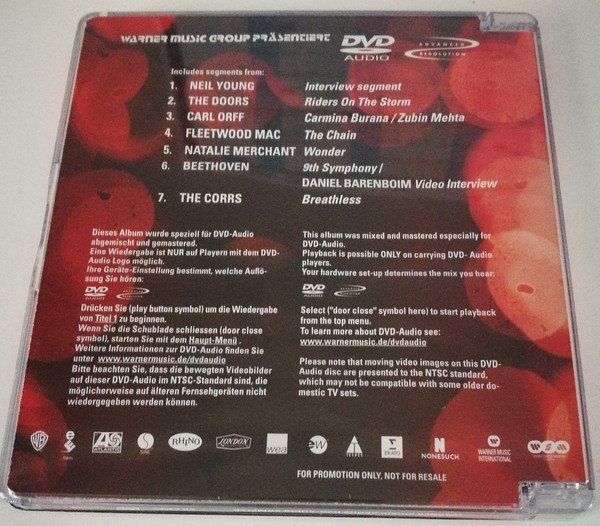 WARNER MUSIC GROUP PRÄSENTIERT
DVD AUDIO
ADVANCED RESOLUTION
Includes segments from:
1. NEIL YOUNG Interview segment
2. THE DOORS Riders On The Storm
3. CARL ORFF Carmina Burana / Zubin Mehta
4. FLEETWOOD MAC The Chain
5. NATALIE MERCHANT Wonder
6. BEETHOVEN 9th Symphony /
DANIEL BARENBOIM Video Interview
7. THE CORRS Breathless
Dieses Album wurde speziell für DVD-Audio
abgemischt und gemastered.
Eine Wiedergabe ist NUR auf Playern mit dem DVD-
Audio Logo möglich.
Ihre Geräte-Einstellung bestimmt, welche Auflö-
sung Sie hören:
DVD AUDIO
Drücken Sie (play button symbol) um die Wiedergabe
von Titel 1 zu beginnen.
Wenn Sie die Schublade schliessen (door close
symbol), starten Sie mit dem Haupt-Menü .
Weitere Informationen zur DVD-Audio finden Sie
unter www.warnermusic.de/dvdaudio
Bitte beachten Sie, dass die bewegten Videobilder
auf dieser DVD-Audio im NTSC-Standard sind, die
möglicherweise auf älteren Fernsehgeräten nicht
wiedergegeben werden können.
This album was mixed and mastered especially for
DVD-Audio.
Playback is possible ONLY on carrying DVD- Audio
players.
Your hardware set-up determines the mix you hear:
DVD AUDIO
Select ("door close" symbol here) to start playback
from the top menu.
To learn more about DVD-Audio see:
www.warnermusic.de/dvdaudio
Please note that moving video images on this DVD-
Audio disc are presented to the NTSC standard,
which may not be compatible with some older do-
mestic TV sets.
WB ATLANTIC SIRE RHINO LONDON wea EW ERATO NONESUCH WARNER MUSIC INTERNATIONAL
FOR PROMOTION ONLY, NOT FOR RESALE